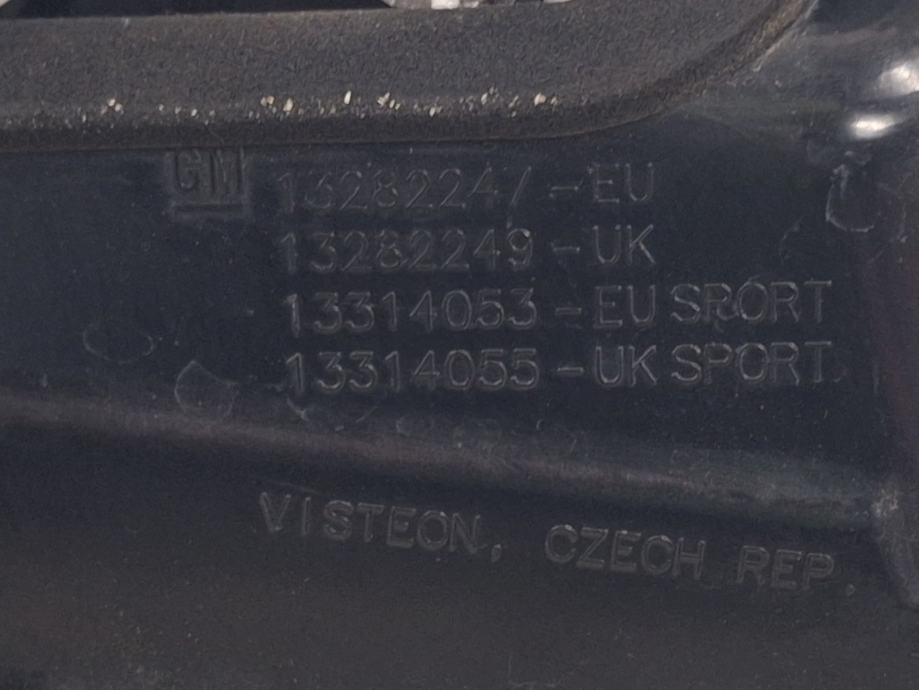 GM 13282247-EU
13282249-UK
13314053-EU SPORT
13314055-UK SPORT
VISTEON, CZECH REP.